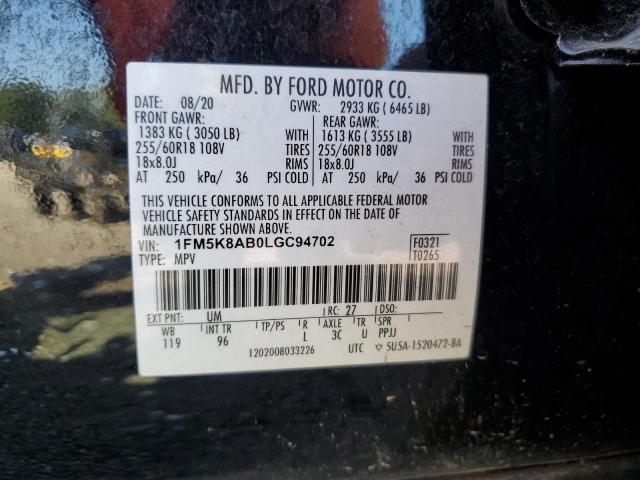 MFD. BY FORD MOTOR CO.
DATE: 08/20 GVWR: 2933 KG ( 6465 LB)
FRONT GAWR: REAR GAWR:
1383 KG ( 3050 LB) WITH 1613 KG ( 3555 LB) WITH
255/60R18 108V TIRES 255/60R18 108V TIRES
18x8.0J RIMS 18x8.0J RIMS
AT 250 kPa/ 36 PSI COLD AT 250 kPa/ 36 PSI COLD
THIS VEHICLE CONFORMS TO ALL APPLICABLE FEDERAL MOTOR
VEHICLE SAFETY STANDARDS IN EFFECT ON THE DATE OF
MANUFACTURE SHOWN ABOVE.
VIN: 1FM5K8AB0LGC94702 F0321
TYPE: MPV T0265
EXT PNT: UM RC: 27 DSO:
WB INT TR TP/PS R AXLE TR SPR
119 96 L 3C U PPJJ
1202008033226 UTC 5U5A-1520472-BA